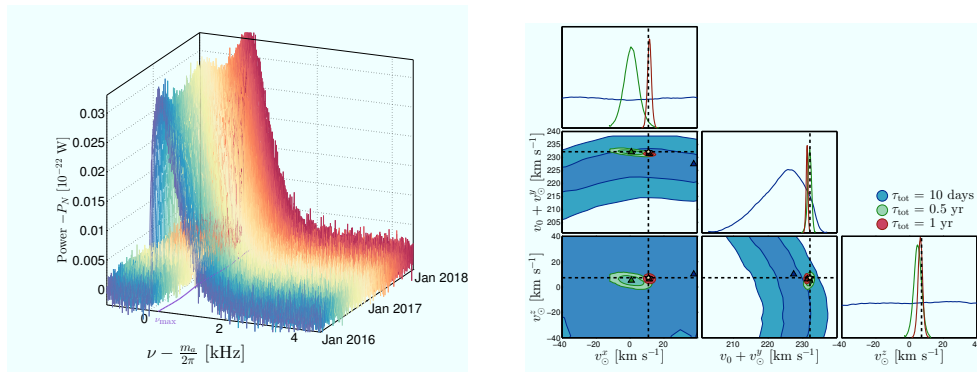 Power − P_N [10^{-22} W]
0.03
0.025
0.02
0.015
0.01
0.005
0
0
2
4
ν_max
ν − m_a/2π [kHz]
Jan 2016
Jan 2017
Jan 2018
v_0 + v_⊙^y [km s^{-1}]
240
235
230
225
220
215
210
205
τ_tot = 10 days
τ_tot = 0.5 yr
τ_tot = 1 yr
v_⊙^z [km s^{-1}]
40
20
0
-20
-40
-40 -20 0 20
210 220 230
-40 -20 0 20 40
v_⊙^x [km s^{-1}]
v_0 + v_⊙^y [km s^{-1}]
v_⊙^z [km s^{-1}]